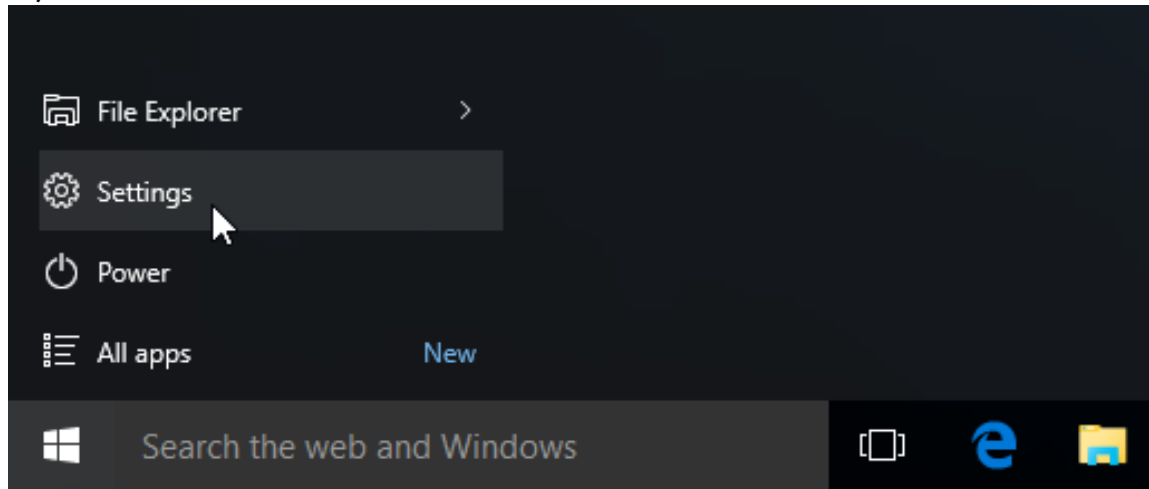 File Explorer
Settings
Power
All apps New
Search the web and Windows